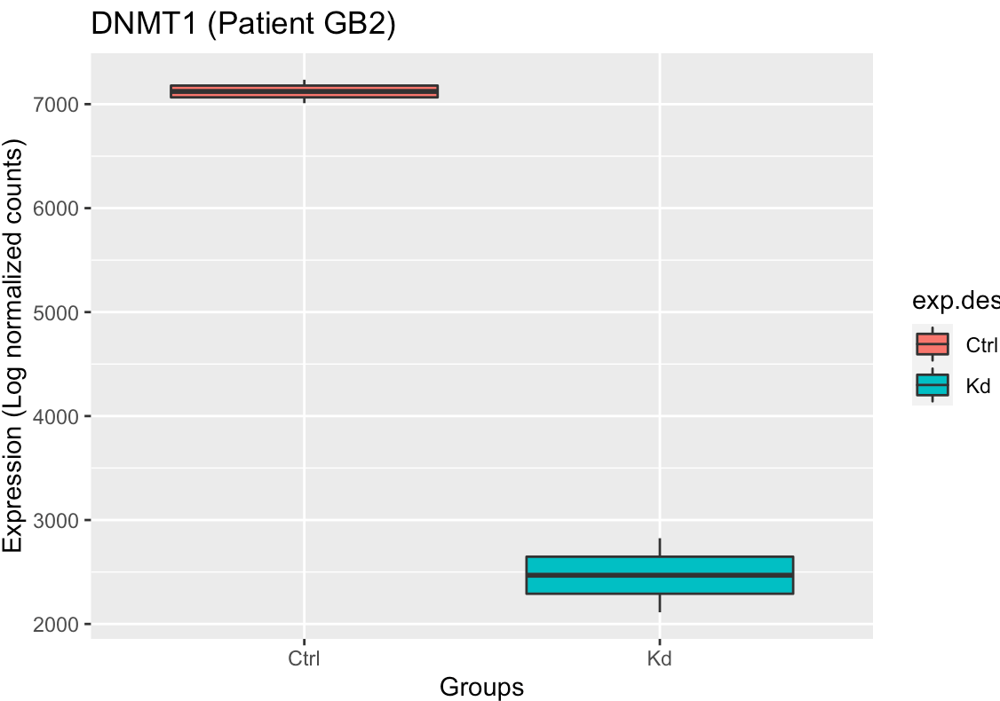 DNMT1 (Patient GB2)
Expression (Log normalized counts)
7000
6000
5000
4000
3000
2000
Ctrl
Kd
Groups
exp.des
Ctrl
Kd